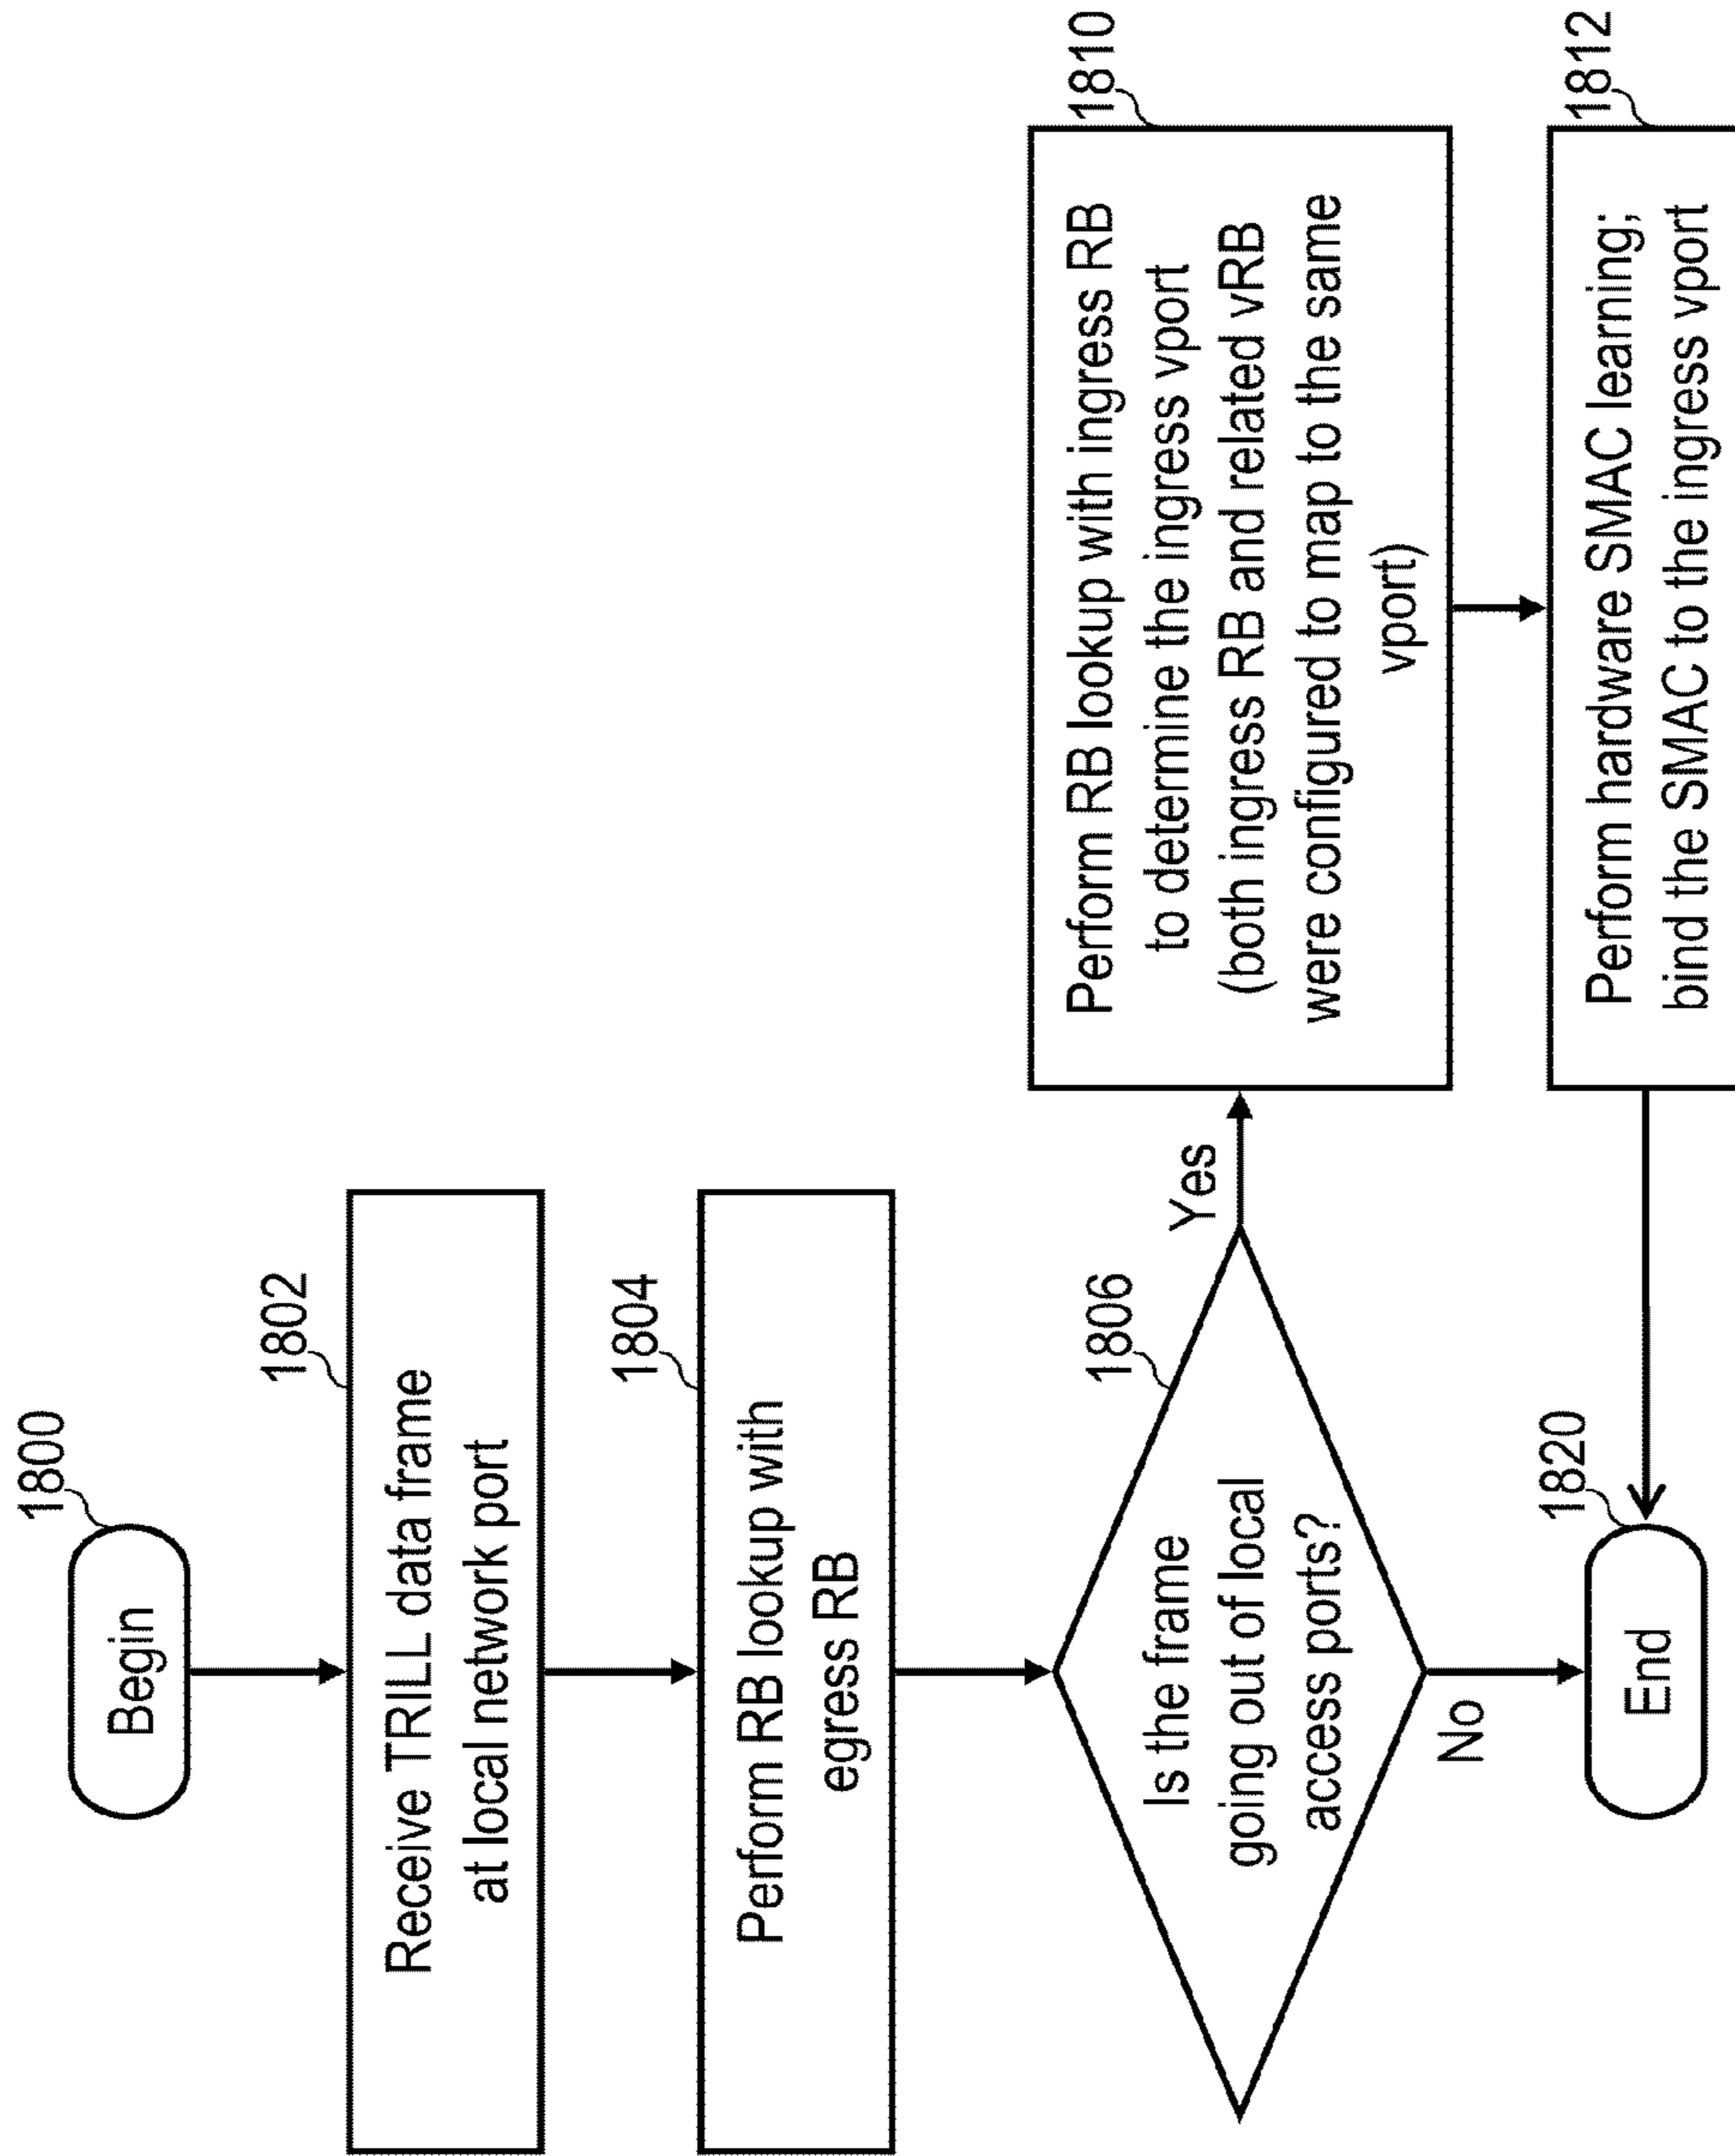 1800
Begin
1802
Receive TRILL data frame
at local network port
1804
Perform RB lookup with
egress RB
1806
Is the frame
going out of local
access ports?
Yes
No
1810
Perform RB lookup with ingress RB
to determine the ingress vport
(both ingress RB and related vRB
were configured to map to the same
vport)
1812
Perform hardware SMAC learning;
bind the SMAC to the ingress vport
1820
End